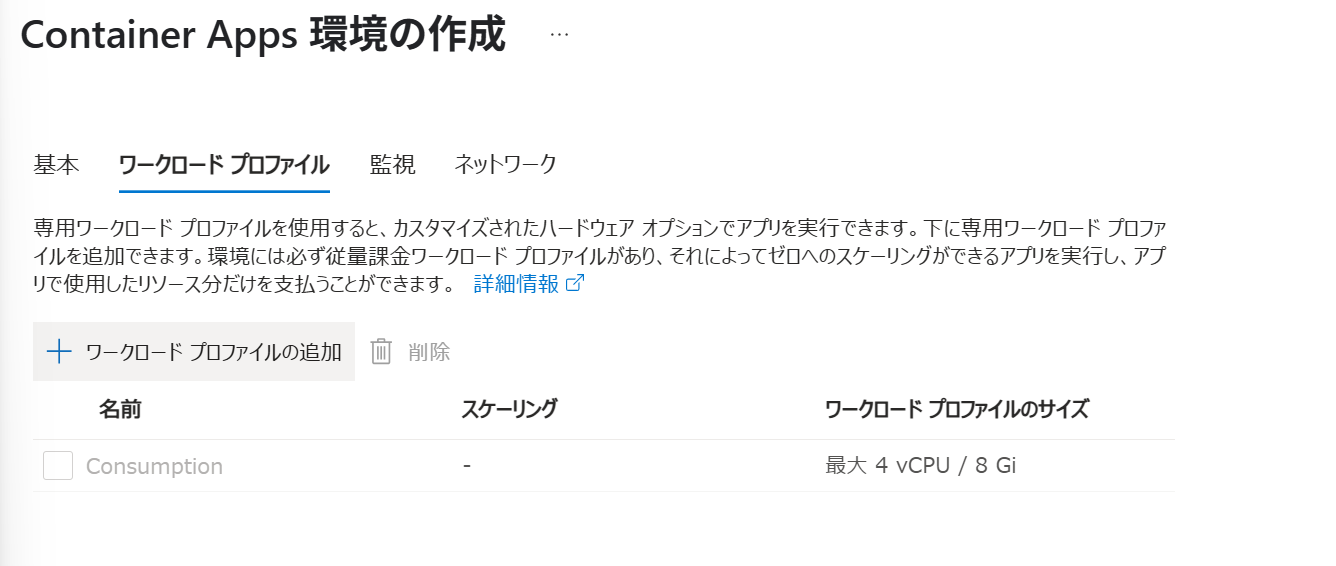 Container Apps 環境の作成 …
基本 ワークロード プロファイル 監視 ネットワーク
専用ワークロード プロファイルを使用すると、カスタマイズされたハードウェア オプションでアプリを実行できます。下に専用ワークロード プロファ
イルを追加できます。環境には必ず従量課金ワークロード プロファイルがあり、それによってゼロへのスケーリングができるアプリを実行し、アプ
リで使用したリソース分だけを支払うことができます。 詳細情報
ワークロード プロファイルの追加 削除
名前 スケーリング ワークロード プロファイルのサイズ
Consumption - 最大 4 vCPU / 8 Gi